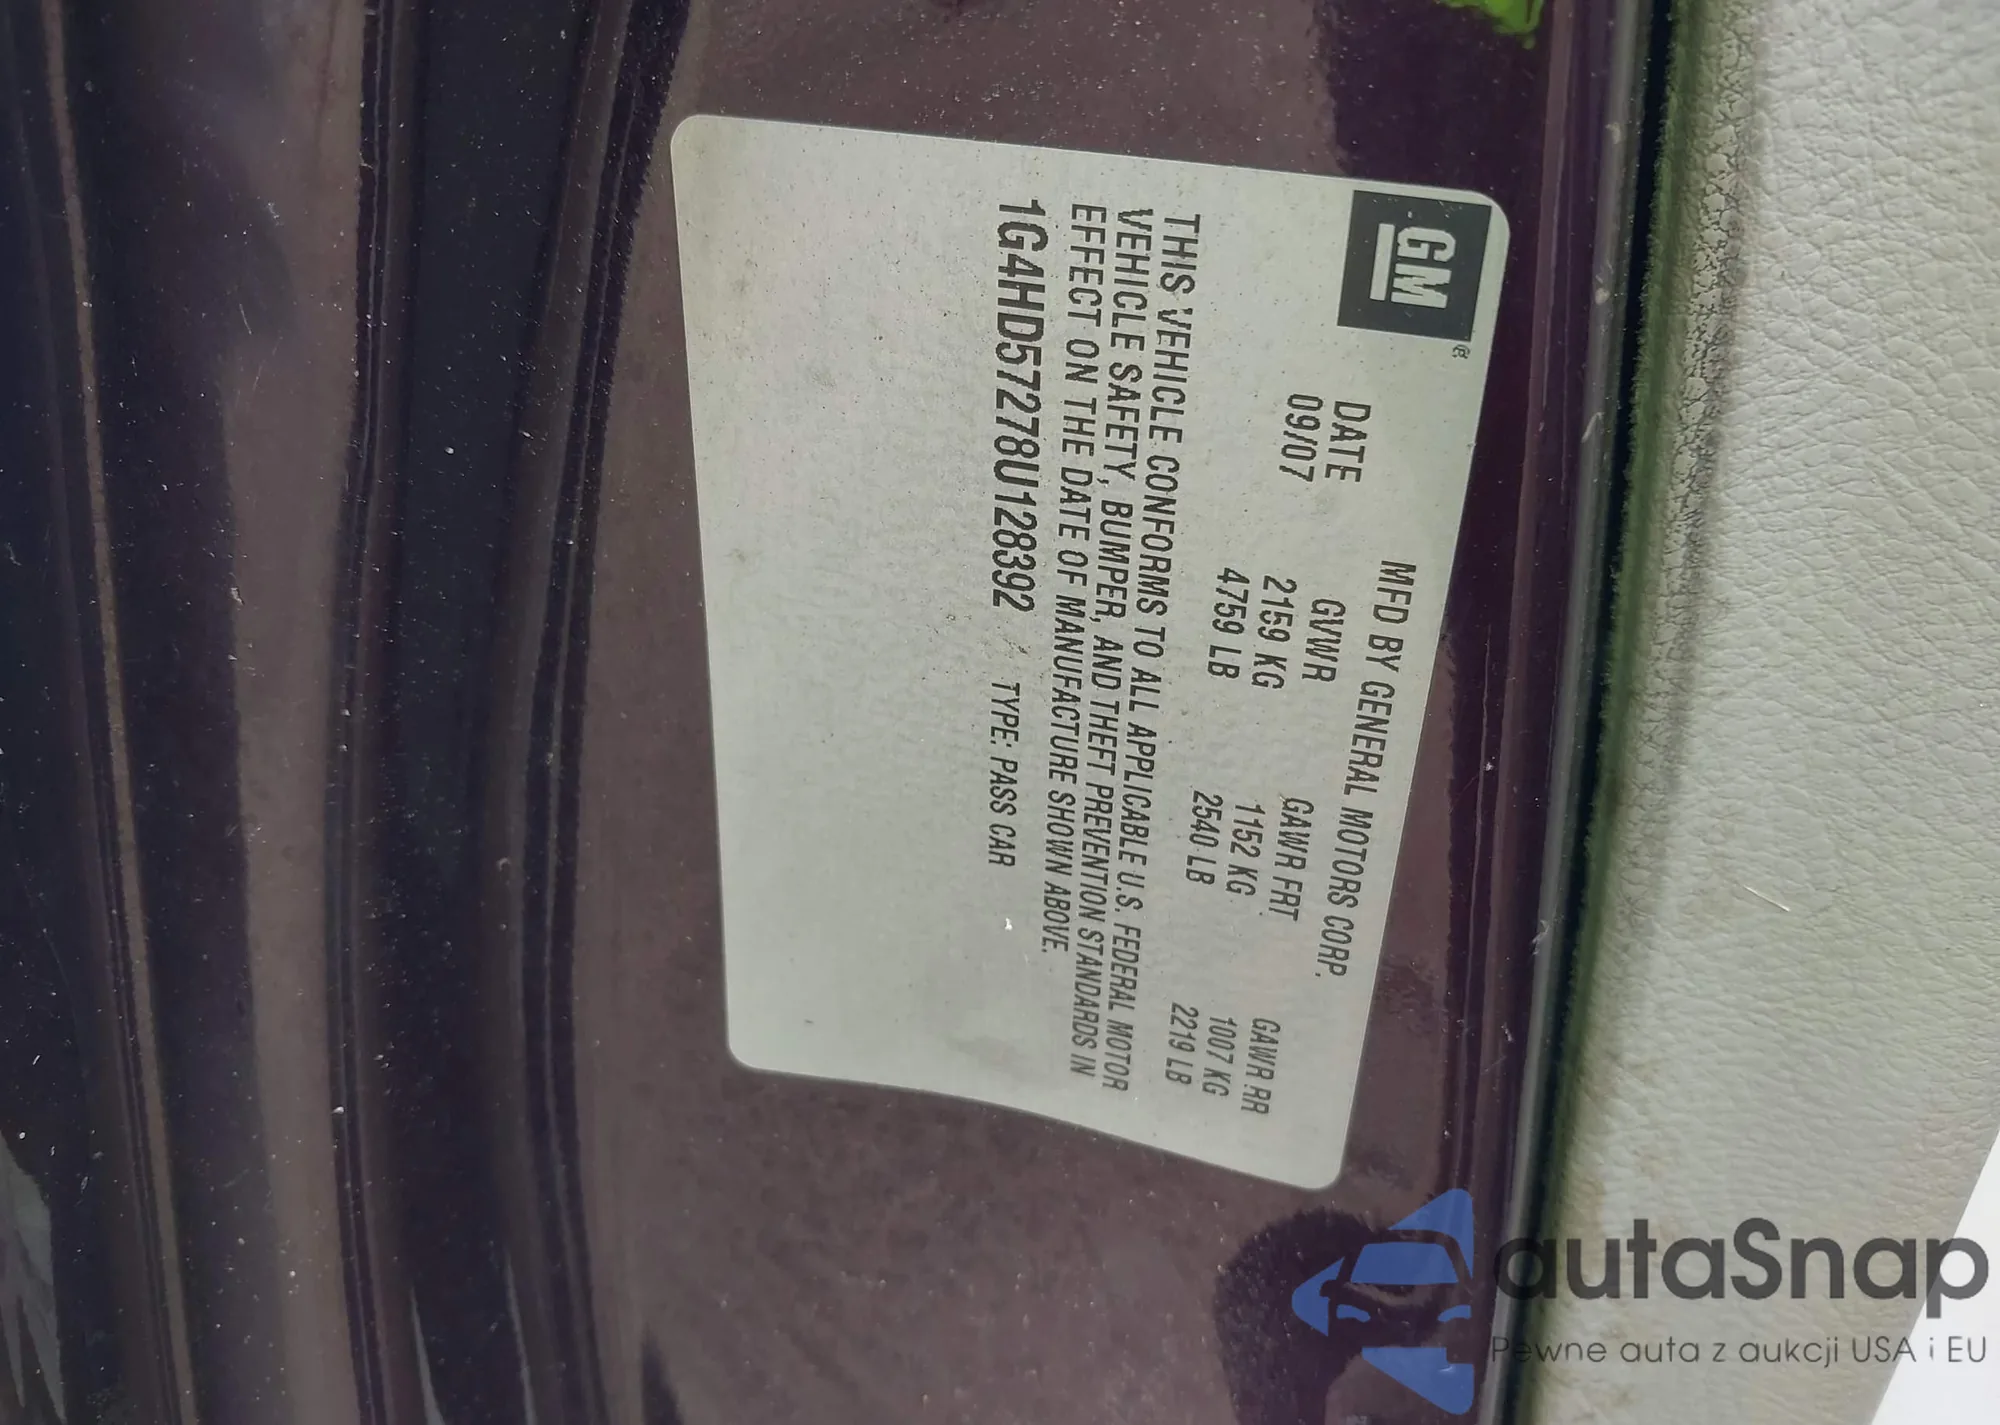 GM
MFD BY GENERAL MOTORS CORP.
DATE GVWR GAWR FRT GAWR RR
09/07 2159 KG 1152 KG 1007 KG
4759 LB 2540 LB 2219 LB
THIS VEHICLE CONFORMS TO ALL APPLICABLE U.S. FEDERAL MOTOR
VEHICLE SAFETY, BUMPER, AND THEFT PREVENTION STANDARDS IN
EFFECT ON THE DATE OF MANUFACTURE SHOWN ABOVE.
1G4HD57278U128392 TYPE: PASS CAR
autaSnap
Pewne auta z aukcji USA i EU